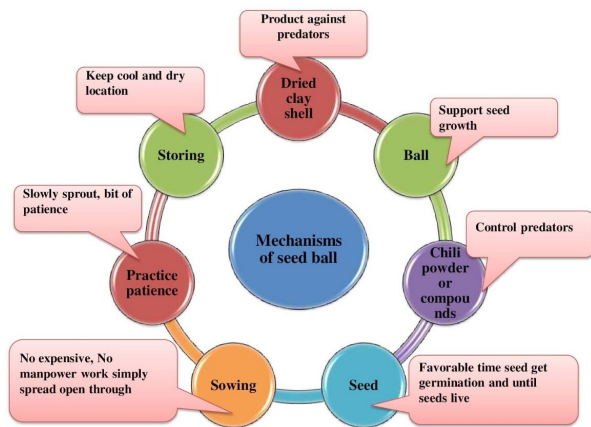 Product against
predators
Dried
clay
shell
Keep cool and dry
location
Storing
Support seed
growth
Ball
Slowly sprout, bit of
patience
Practice
patience
Mechanisms
of seed ball
Control predators
Chili
powder
or
compou
nds
No expensive, No
manpower work simply
spread open through
Sowing
Seed
Favorable time seed get
germination and until
seeds live